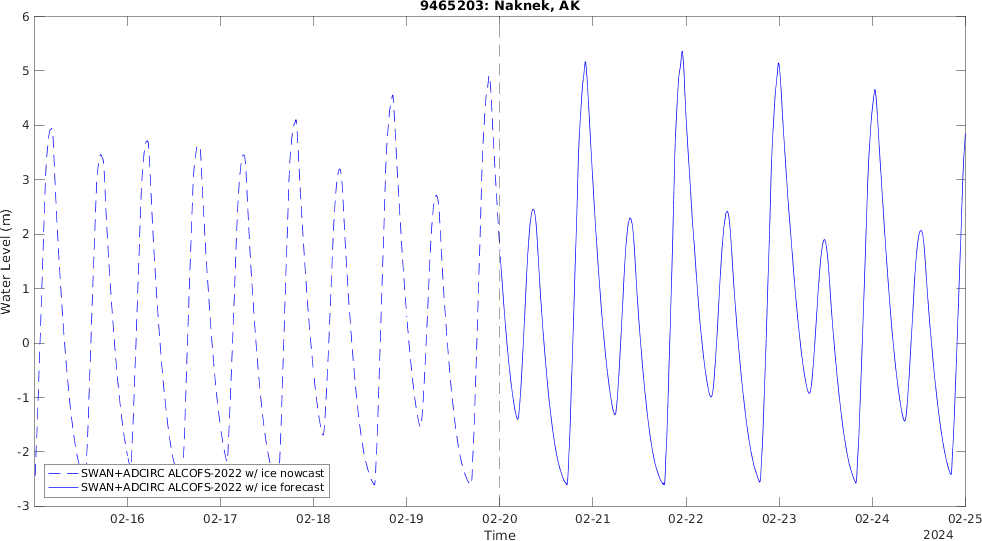 9465203: Naknek, AK
6
5
4
3
2
1
0
-1
-2
-3
Water Level (m)
SWAN+ADCIRC ALCOFS-2022 w/ ice nowcast
SWAN+ADCIRC ALCOFS-2022 w/ ice forecast
02-16 02-17 02-18 02-19 02-20 02-21 02-22 02-23 02-24 02-25
Time
2024